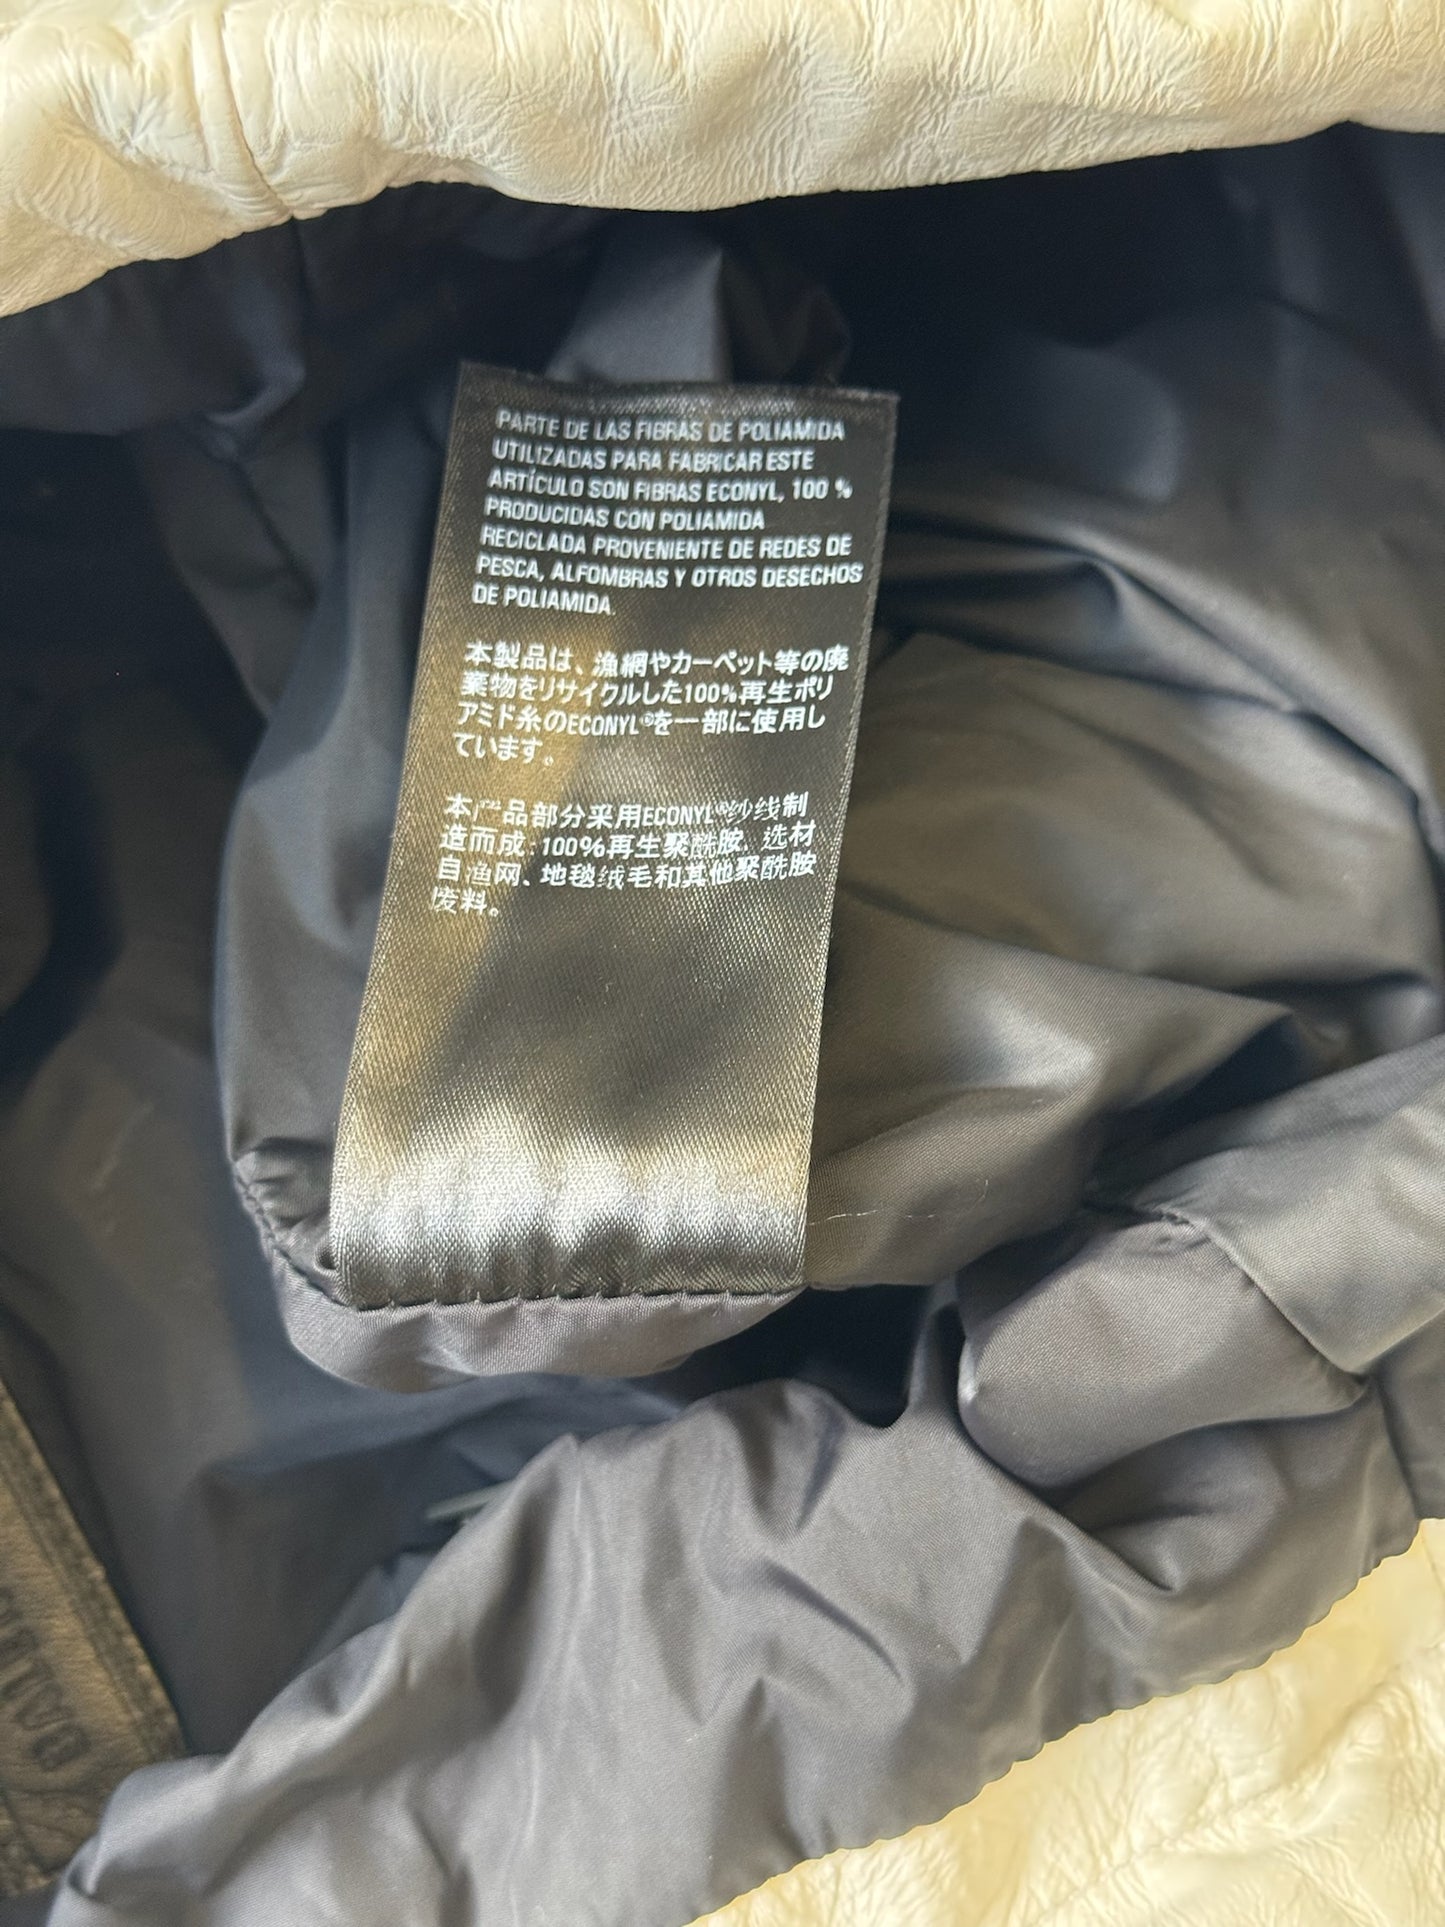 PARTE DE LAS FIBRAS DE POLIAMIDA
UTILIZADAS PARA FABRICAR ESTE
ARTÍCULO SON FIBRAS ECONYL, 100 %
PRODUCIDAS CON POLIAMIDA
RECICLADA PROVENIENTE DE REDES DE
PESCA, ALFOMBRAS Y OTROS DESECHOS
DE POLIAMIDA.
本製品は、漁網やカーペット等の廃
棄物をリサイクルした100%再生ポリ
アミド糸のECONYL®を一部に使用し
ています。
本产品部分采用ECONYL®纱线制
造而成:100%再生聚酰胺, 选材
自渔网、地毯绒毛和其他聚酰胺
废料。